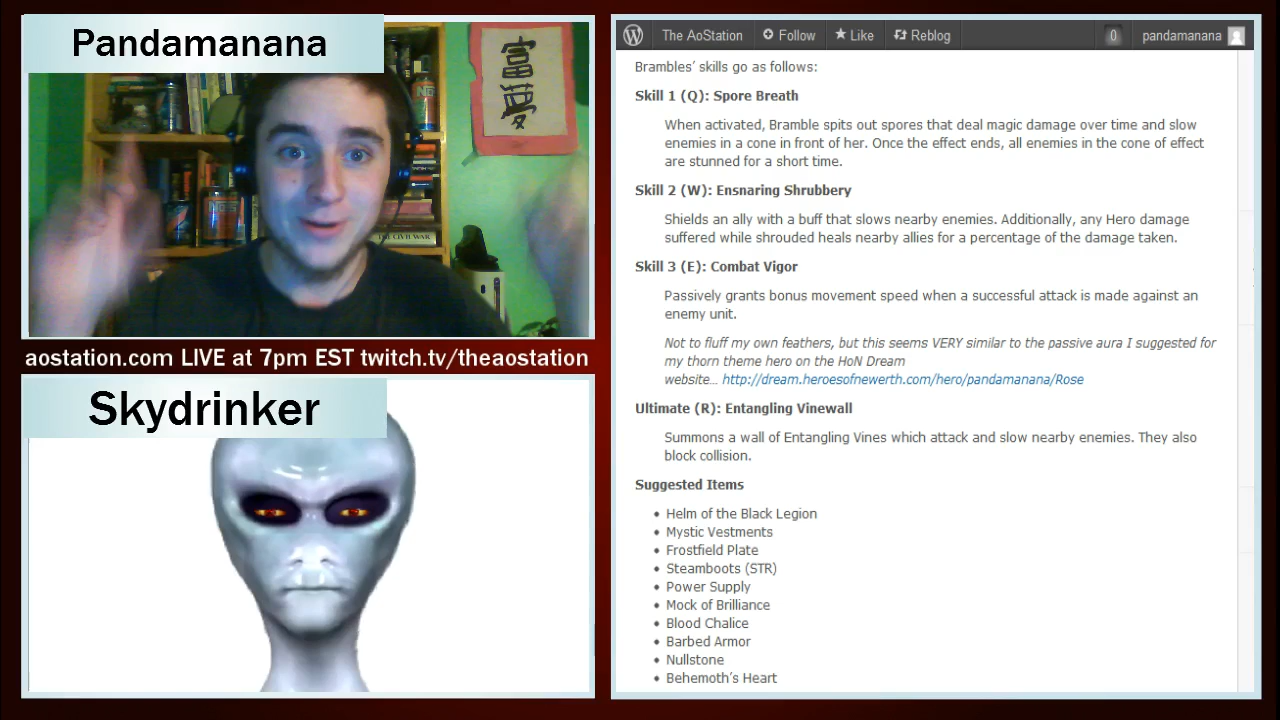 Pandamanana
富
夢
THE CIVIL WAR
aostation.com LIVE at 7pm EST twitch.tv/theaostation
Skydrinker
The AoStation Follow Like Reblog 0 pandamanana
Brambles’ skills go as follows:
Skill 1 (Q): Spore Breath
When activated, Bramble spits out spores that deal magic damage over time and slow
enemies in a cone in front of her. Once the effect ends, all enemies in the cone of effect
are stunned for a short time.
Skill 2 (W): Ensnaring Shrubbery
Shields an ally with a buff that slows nearby enemies. Additionally, any Hero damage
suffered while shrouded heals nearby allies for a percentage of the damage taken.
Skill 3 (E): Combat Vigor
Passively grants bonus movement speed when a successful attack is made against an
enemy unit.
Not to fluff my own feathers, but this seems VERY similar to the passive aura I suggested for
my thorn theme hero on the HoN Dream
website… http://dream.heroesofnewerth.com/hero/pandamanana/Rose
Ultimate (R): Entangling Vinewall
Summons a wall of Entangling Vines which attack and slow nearby enemies. They also
block collision.
Suggested Items
• Helm of the Black Legion
• Mystic Vestments
• Frostfield Plate
• Steamboots (STR)
• Power Supply
• Mock of Brilliance
• Blood Chalice
• Barbed Armor
• Nullstone
• Behemoth’s Heart